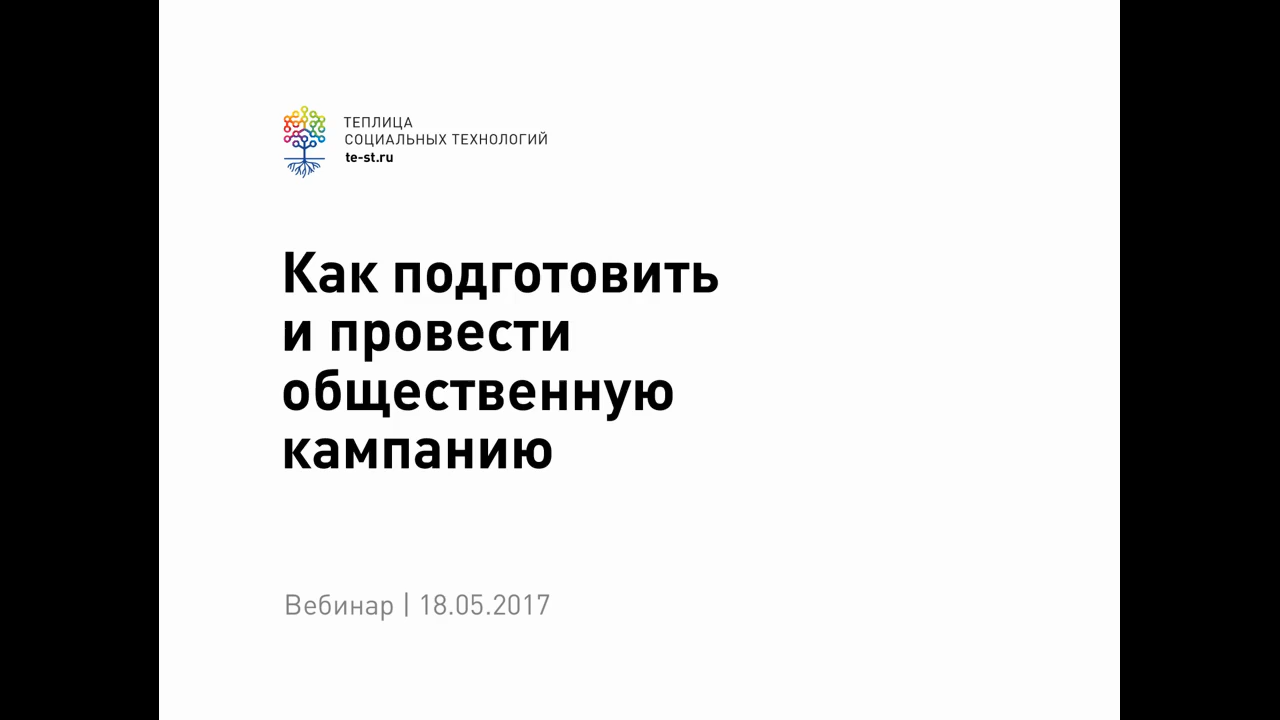 ТЕПЛИЦА
СОЦИАЛЬНЫХ ТЕХНОЛОГИЙ
te-st.ru
Как подготовить
и провести
общественную
кампанию
Вебинар | 18.05.2017